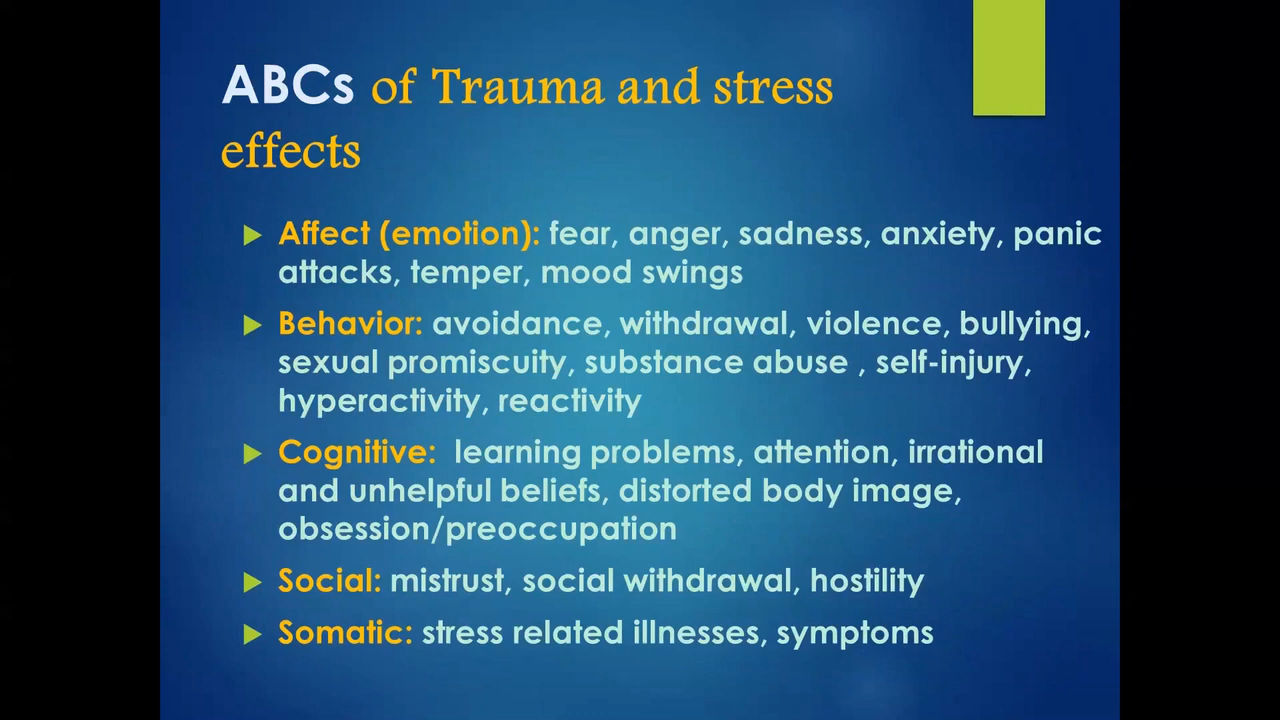 ABCs of Trauma and stress
effects
Affect (emotion): fear, anger, sadness, anxiety, panic
attacks, temper, mood swings
Behavior: avoidance, withdrawal, violence, bullying,
sexual promiscuity, substance abuse , self-injury,
hyperactivity, reactivity
Cognitive:  learning problems, attention, irrational
and unhelpful beliefs, distorted body image,
obsession/preoccupation
Social: mistrust, social withdrawal, hostility
Somatic: stress related illnesses, symptoms